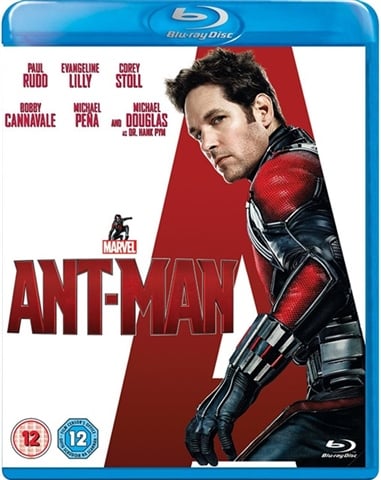 Blu-ray Disc
PAUL RUDD
EVANGELINE LILLY
COREY STOLL
BOBBY CANNAVALE
MICHAEL PEÑA
AND MICHAEL DOUGLAS
AS DR. HANK PYM
MARVEL
ANT-MAN
12
12
Blu-ray Disc